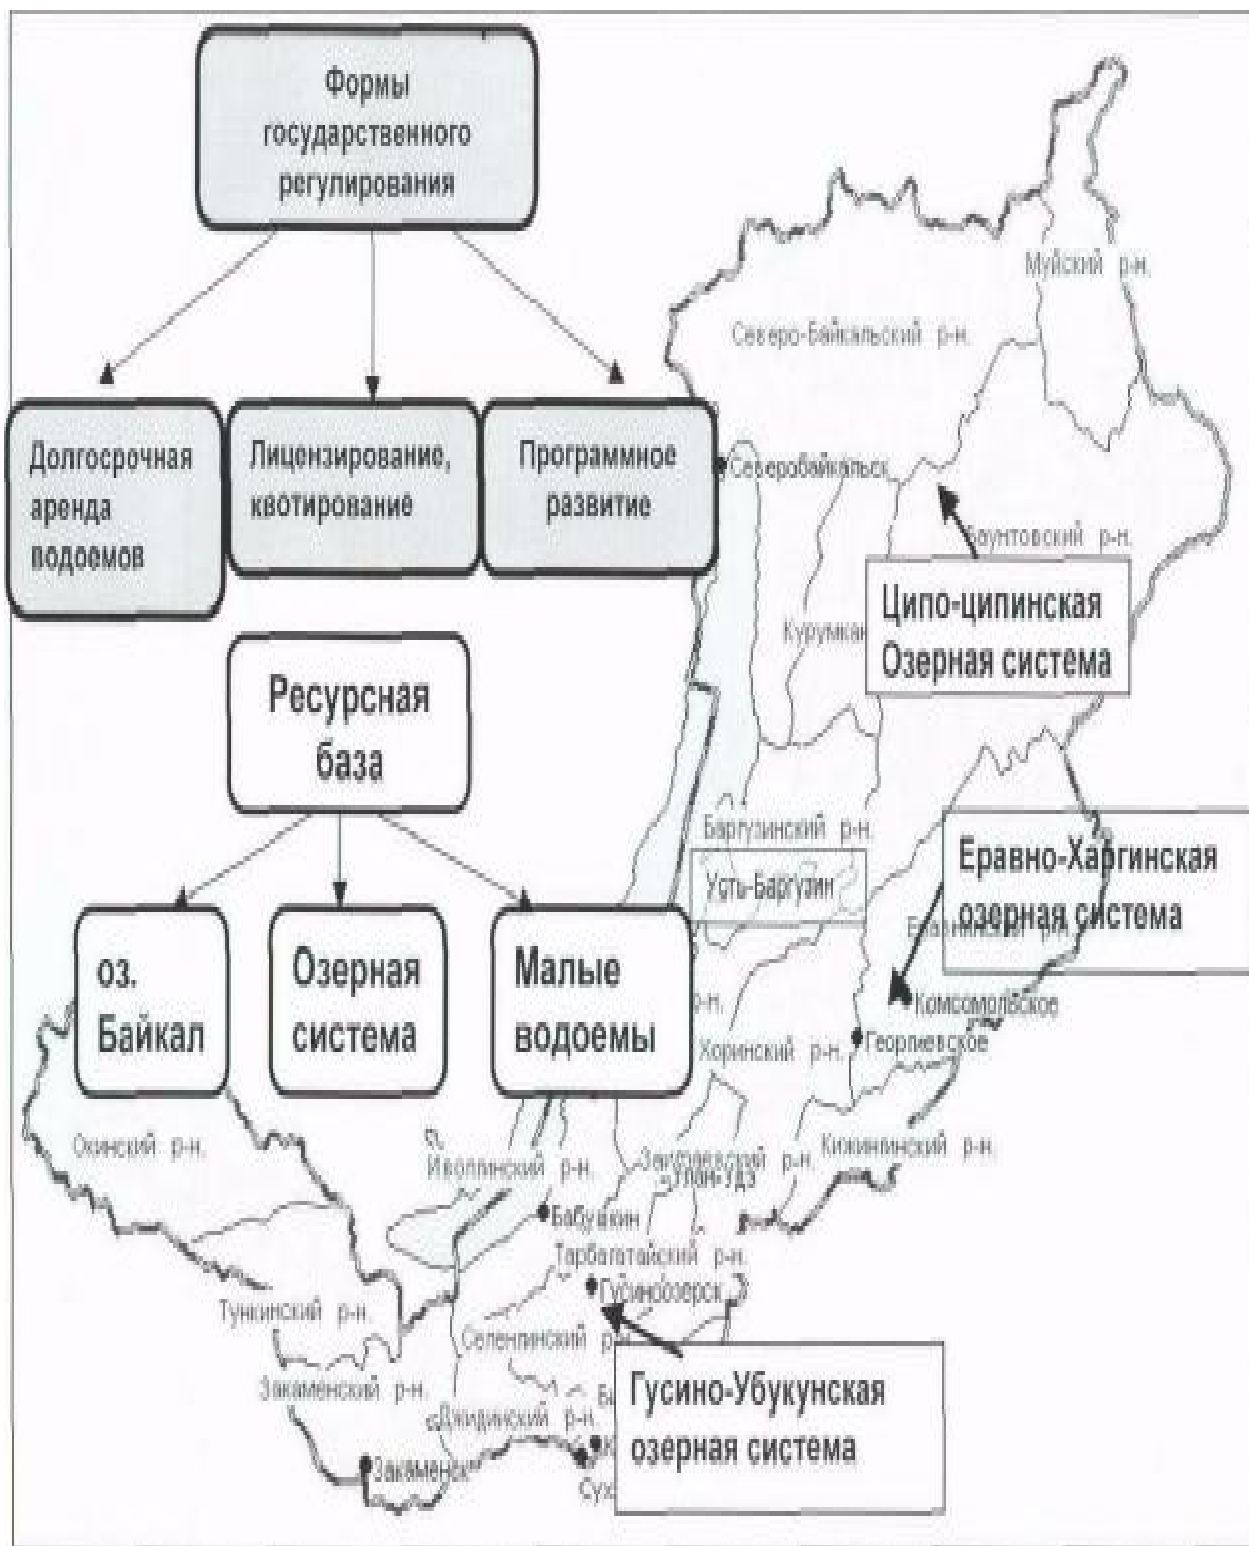 Формы
государственного
регулирования
Долгосрочная
аренда
водоемов
Лицензирование,
квотирование
Программное
развитие
Ресурсная
база
оз.
Байкал
Озерная
система
Малые
водоемы
Муйский р-н.
Северо-Байкальский р-н.
Северобайкальск
р-н.
Ципо-ципинская
Озерная система
Баргузинский р-н.
Усть-Баргузин
Еравно-Харгинская
озерная система
р-н.
Комсомольское
Хоринский р-н.
Георгиевское
Окинский р-н.
Иволгинский р-н.
р-н.
Кижингинский р-н.
Улан-Удэ
Бабушкин
Тарбагатайский р-н.
Гусиноозерск
Тункинский р-н.
Селенгинский
Закаменский р-н.
Гусино-Убукунская
озерная система
Джидинский р-н.
Закаменск